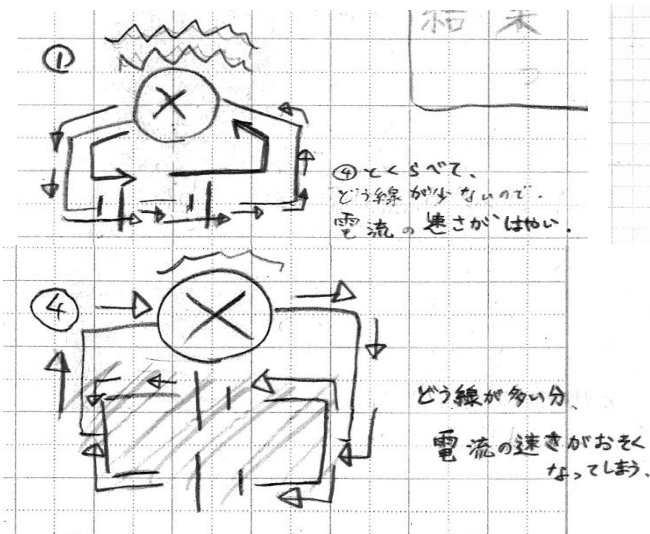 ①
結果
④とくらべて、
どう線が少ないので、
電流の速さがはやい。
④
どう線が多い分、
電流の速さがおそく
なってしまう。